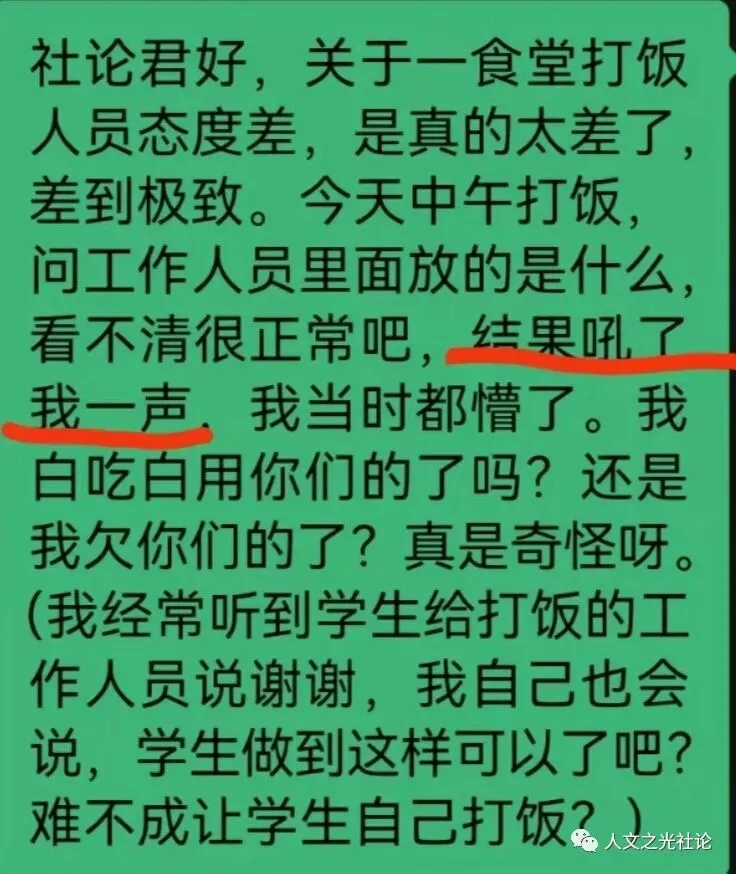 社论君好，关于一食堂打饭
人员态度差，是真的太差了，
差到极致。今天中午打饭，
问工作人员里面放的是什么，
看不清很正常吧，结果吼了
我一声，我当时都懵了。我
白吃白用你们的了吗？还是
我欠你们的了？真是奇怪呀。
(我经常听到学生给打饭的工
作人员说谢谢，我自己也会
说，学生做到这样可以了吧？
难不成让学生自己打饭？)
人文之光社论